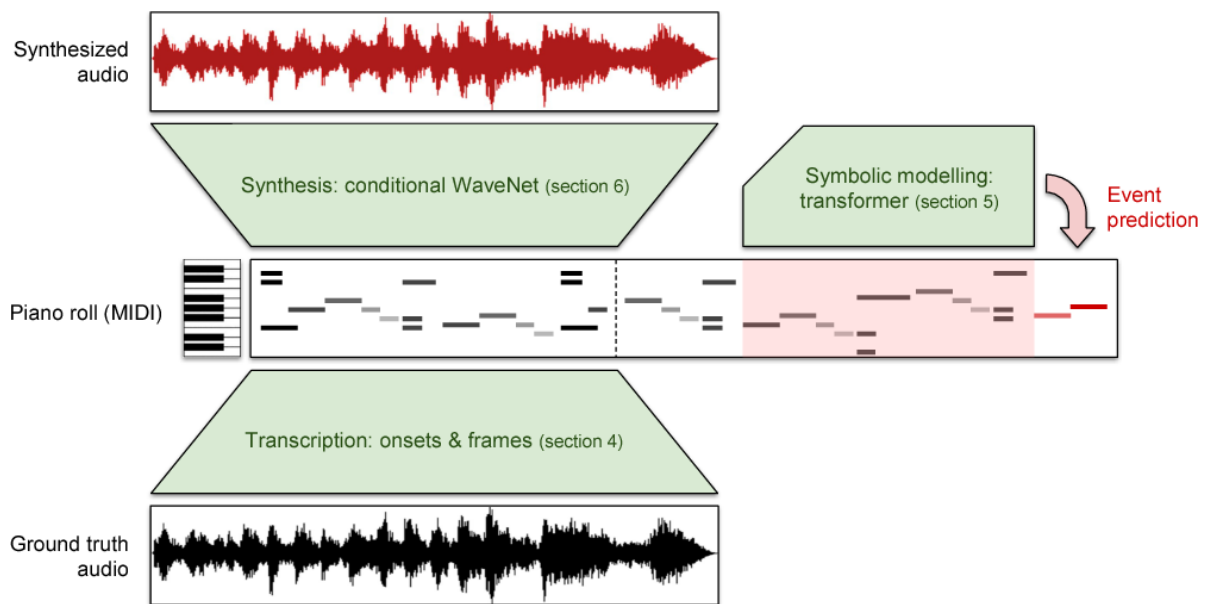 Synthesized
audio
Synthesis: conditional WaveNet (section 6)
Symbolic modelling:
transformer (section 5)
Event
prediction
Piano roll (MIDI)
Transcription: onsets & frames (section 4)
Ground truth
audio